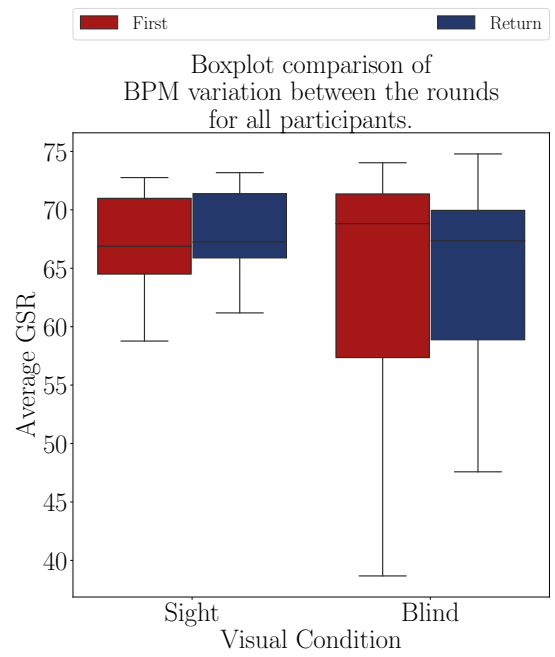 First
Return
Boxplot comparison of
BPM variation between the rounds
for all participants.
75
70
65
60
55
50
45
40
Average GSR
Sight
Blind
Visual Condition